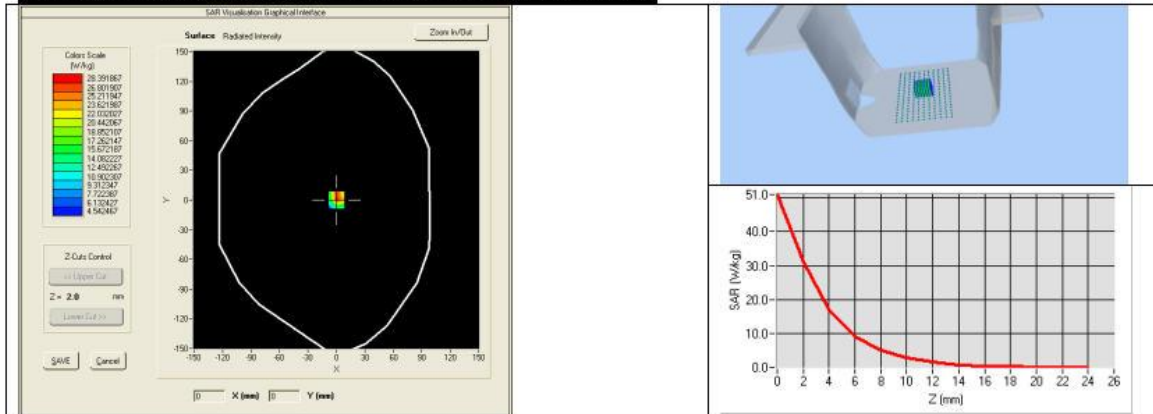 SAR Visualisation Graphical Interface
Surface Radiated Intensity
Zoom In/Out
Colors Scale
(W/kg)
28.391867
26.801907
25.211947
23.621987
22.032027
20.442067
18.852107
17.262147
15.672187
14.082227
12.492267
10.902307
9.312347
7.722387
6.132427
4.542467
Z-Cuts Control
<< Upper Cut
Z = 2.0 mm
Lower Cut >>
SAVE Cancel
150
120
90
60
30
0
-30
-60
-90
-120
-150
Y
-150 -120 -90 -60 -30 0 30 60 90 120 150
X
0 X (mm) 0 Y (mm)
51.0
40.0
30.0
20.0
10.0
0.0
SAR (W/kg)
0 2 4 6 8 10 12 14 16 18 20 22 24 26
Z (mm)